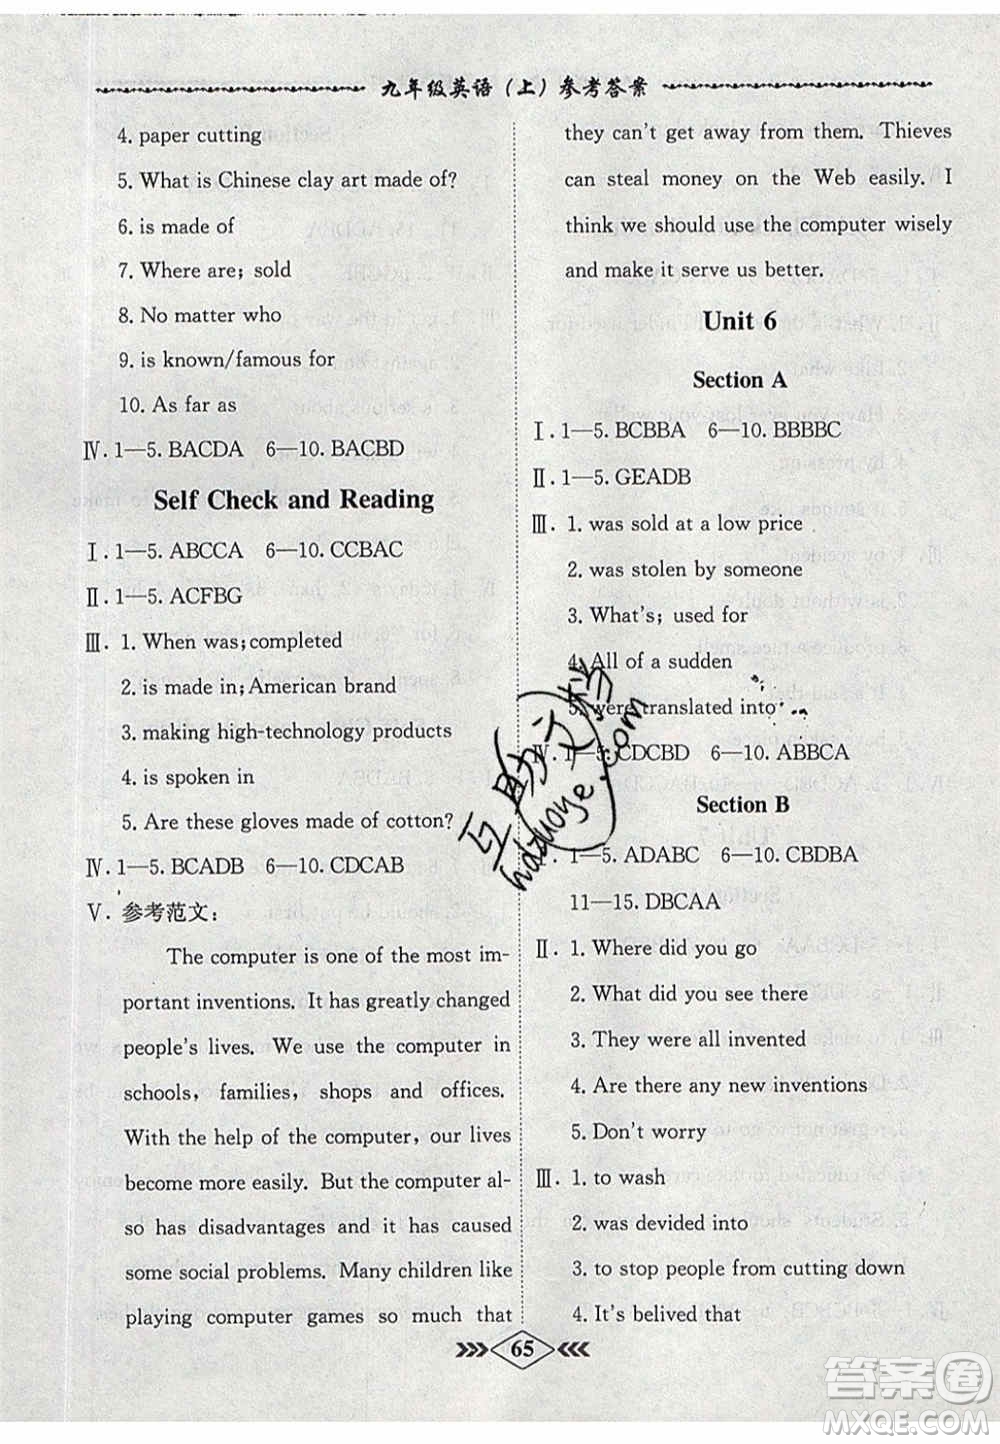 九年级英语(上)参考答案
4. paper cutting
5. What is Chinese clay art made of?
6. is made of
7. Where are; sold
8. No matter who
9. is known/famous for
10. As far as
Ⅳ. 1—5. BACDA 6—10. BACBD
Self Check and Reading
Ⅰ. 1—5. ABCCA 6—10. CCBAC
Ⅱ. 1—5. ACFBG
Ⅲ. 1. When was;completed
2. is made in;American brand
3. making high-technology products
4. is spoken in
5. Are these gloves made of cotton?
Ⅳ. 1—5. BCADB 6—10. CDCAB
Ⅴ. 参考范文:
The computer is one of the most im-
portant inventions. It has greatly changed
people's lives. We use the computer in
schools, families, shops and offices.
With the help of the computer, our lives
become more easily. But the computer al-
so has disadvantages and it has caused
some social problems. Many children like
playing computer games so much that
they can't get away from them. Thieves
can steal money on the Web easily. I
think we should use the computer wisely
and make it serve us better.
Unit 6
Section A
Ⅰ. 1—5. BCBBA 6—10. BBBBC
Ⅱ. 1—5. GEADB
Ⅲ. 1. was sold at a low price
2. was stolen by someone
3. What's; used for
4. All of a sudden
5. were translated into
Ⅳ. 1—5. CDCBD 6—10. ABBCA
Section B
1—5. ADABC 6—10. CBDBA
11—15. DBCAA
Ⅱ. 1. Where did you go
2. What did you see there
3. They were all invented
4. Are there any new inventions
5. Don't worry
Ⅲ. 1. to wash
2. was devided into
3. to stop people from cutting down
4. It's belived that
65
互助文档
hdzuoye.com
答案圈
MXQE.COM